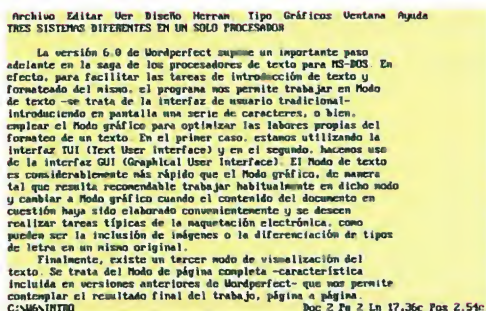 Archivo Editar Ver Diseño Herram. Tipo Gráficos Ventana Ayuda
TRES SISTEMAS DIFERENTES EN UN SOLO PROCESADOR
La versión 6.0 de Wordperfect supone un importante paso
adelante en la saga de los procesadores de texto para MS-DOS. En
efecto, para facilitar las tareas de introducción de texto y
formateado del mismo, el programa nos permite trabajar en Modo
de texto -se trata de la interfaz de usuario tradicional-
introduciendo en pantalla una serie de caracteres, o bien,
emplear el Modo gráfico para optimizar las labores propias del
formateo de un texto. En el primer caso, estamos utilizando la
interfaz TUI (Text User Interface) y en el segundo, hacemos uso
de la interfaz GUI (Graphical User Interface). El Modo de texto
es considerablemente más rápido que el Modo gráfico, de manera
tal que resulta recomendable trabajar habitualmente en dicho modo
y cambiar a Modo gráfico cuando el contenido del documento en
cuestión haya sido elaborado convenientemente y se deseen
realizar tareas típicas de la maquetación electrónica, como
pueden ser la inclusión de imágenes o la diferenciación de tipos
de letra en un mismo original.
Finalmente, existe un tercer modo de visualización del
texto. Se trata del Modo de página completa -característica
incluida en versiones anteriores de Wordperfect- que nos permite
contemplar el resultado final del trabajo, página a página.
C:\W6\INTRO Doc 2 Pg 2 Ln 17.36c Pos 2.54c